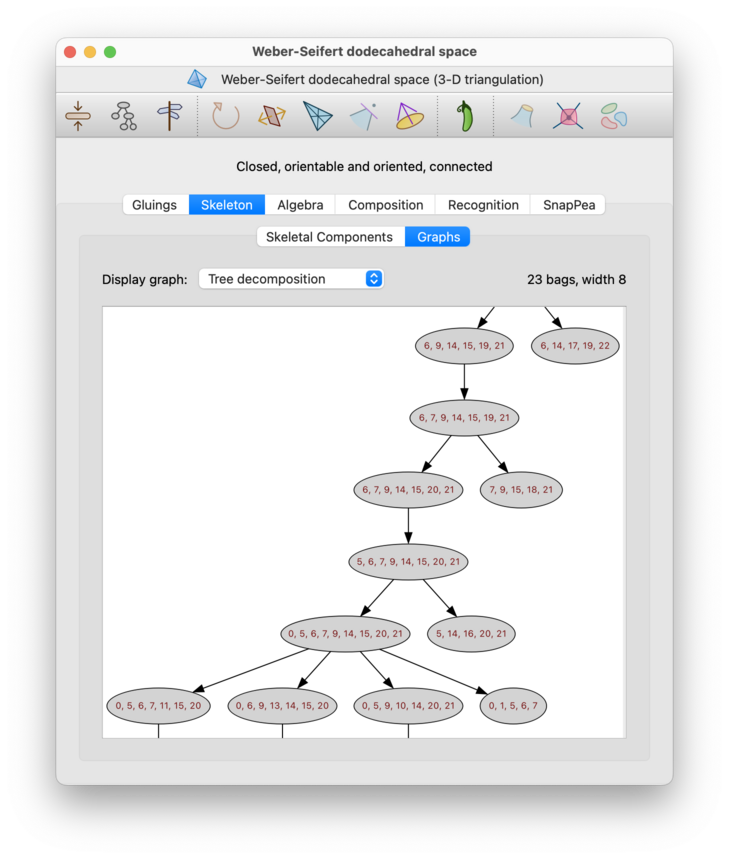 Weber-Seifert dodecahedral space
Weber-Seifert dodecahedral space (3-D triangulation)
Closed, orientable and oriented, connected
Gluings Skeleton Algebra Composition Recognition SnapPea
Skeletal Components Graphs
Display graph: Tree decomposition 23 bags, width 8
6, 9, 14, 15, 19, 21 6, 14, 17, 19, 22
6, 7, 9, 14, 15, 19, 21
6, 7, 9, 14, 15, 20, 21 7, 9, 15, 18, 21
5, 6, 7, 9, 14, 15, 20, 21
0, 5, 6, 7, 9, 14, 15, 20, 21 5, 14, 16, 20, 21
0, 5, 6, 7, 11, 15, 20 0, 6, 9, 13, 14, 15, 20 0, 5, 9, 10, 14, 20, 21 0, 1, 5, 6, 7